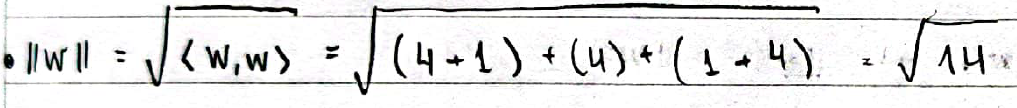 • ||W|| = √⟨W,W⟩ = √(4+1)+(4)+(1+4) = √14